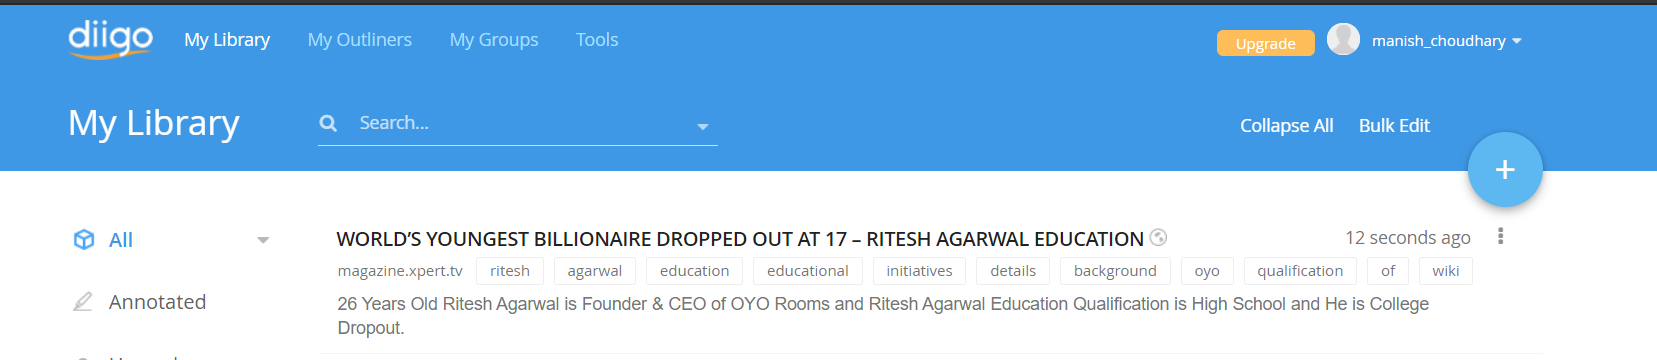 diigo My Library My Outliners My Groups Tools Upgrade manish_choudhary
My Library Search... Collapse All Bulk Edit
+
All
WORLD'S YOUNGEST BILLIONAIRE DROPPED OUT AT 17 – RITESH AGARWAL EDUCATION 12 seconds ago
magazine.xpert.tv ritesh agarwal education educational initiatives details background oyo qualification of wiki
Annotated
26 Years Old Ritesh Agarwal is Founder & CEO of OYO Rooms and Ritesh Agarwal Education Qualification is High School and He is College
Dropout.